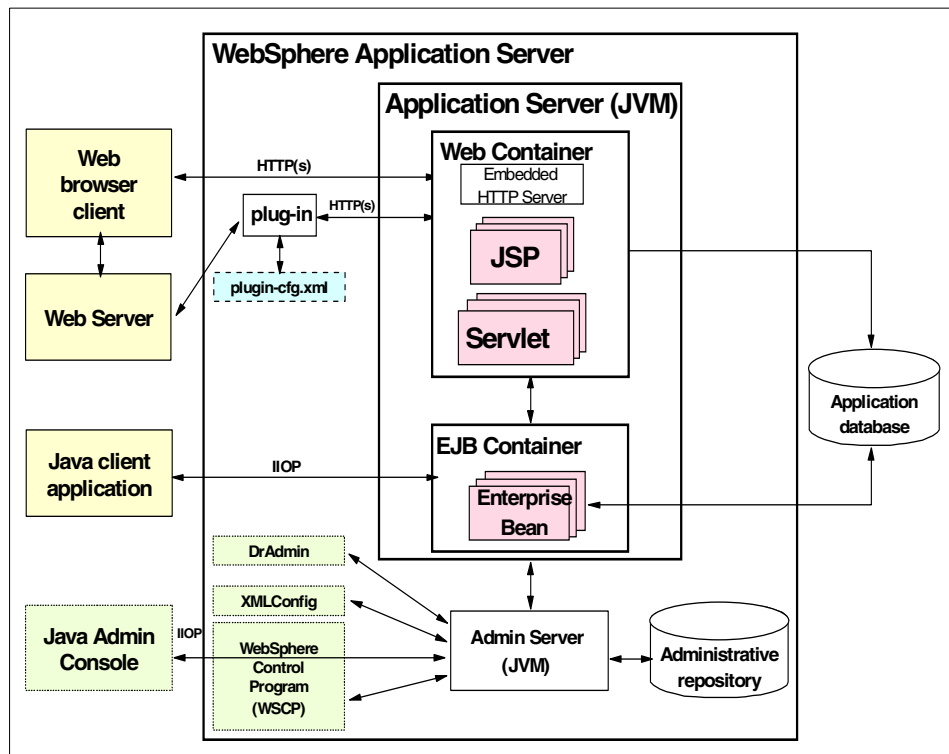 WebSphere Application Server
Application Server (JVM)
Web
browser
client
HTTP(s)
Web Container
Embedded
HTTP Server
plug-in
HTTP(s)
JSP
plugin-cfg.xml
Web Server
Servlet
Application
database
EJB Container
Java client
application
IIOP
Enterprise
Bean
DrAdmin
XMLConfig
Java Admin
Console
IIOP
WebSphere
Control
Program
(WSCP)
Admin Server
(JVM)
Administrative
repository